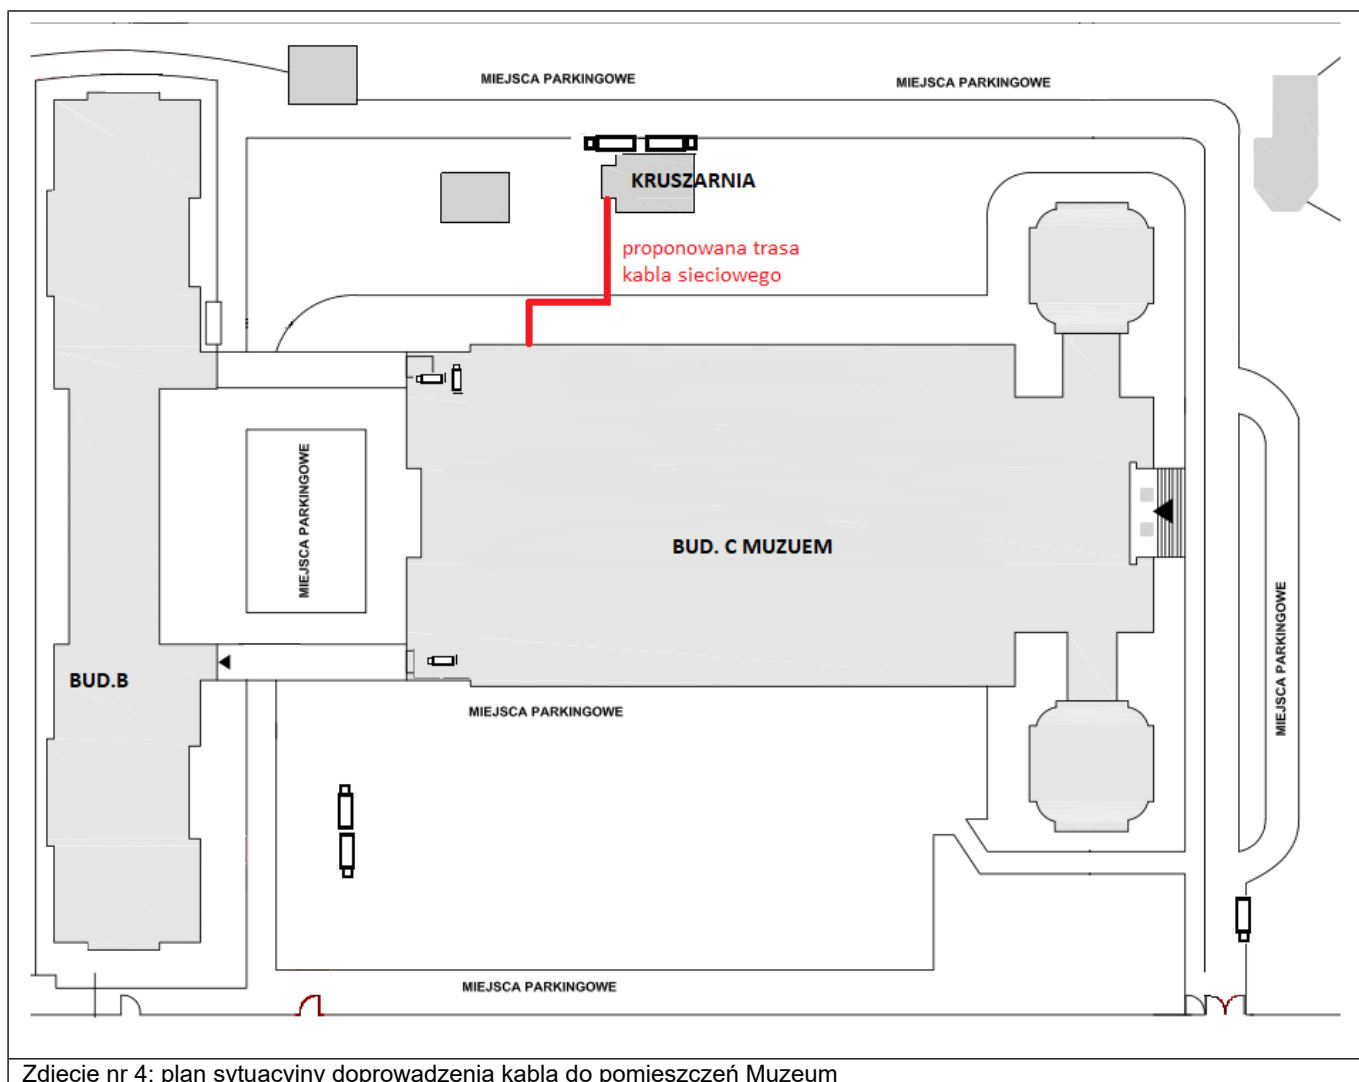 MIEJSCA PARKINGOWE
MIEJSCA PARKINGOWE
KRUSZARNIA
proponowana trasa
kabla sieciowego
MIEJSCA PARKINGOWE
BUD. C MUZUEM
MIEJSCA PARKINGOWE
BUD.B
MIEJSCA PARKINGOWE
MIEJSCA PARKINGOWE
Zdjęcie nr 4: plan sytuacyjny doprowadzenia kabla do pomieszczeń Muzeum